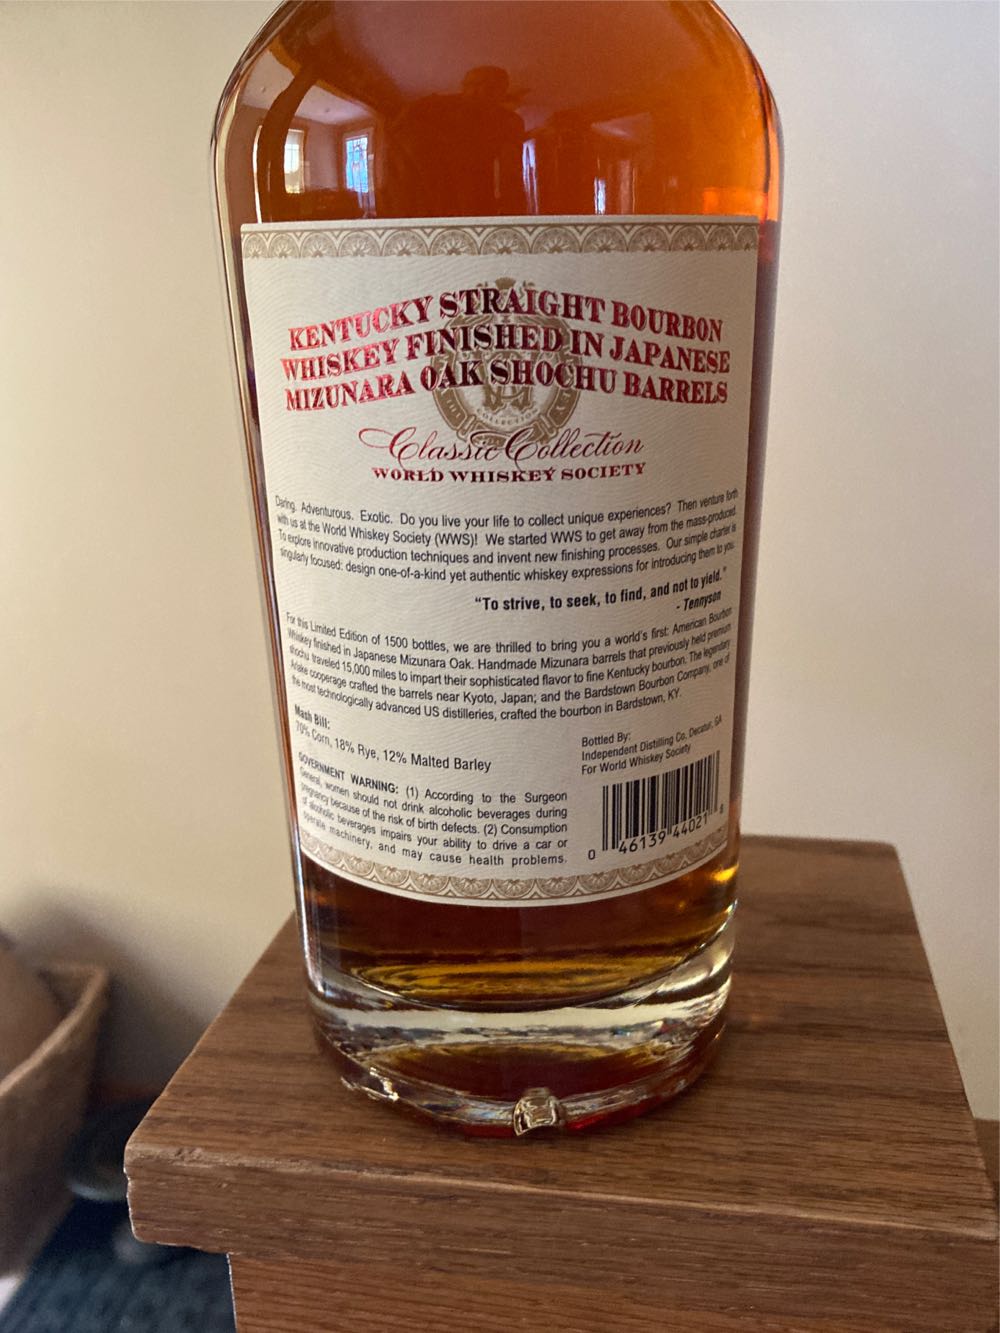 KENTUCKY STRAIGHT BOURBON
WHISKEY FINISHED IN JAPANESE
MIZUNARA OAK SHOCHU BARRELS
COLLECTION
Classic Collection
WORLD WHISKEY SOCIETY
Daring. Adventurous. Exotic. Do you live your life to collect unique experiences? Then venture forth
with us at the World Whiskey Society (WWS)! We started WWS to get away from the mass-produced.
To explore innovative production techniques and invent new finishing processes. Our simple charter is
singularly focused: design one-of-a-kind yet authentic whiskey expressions for introducing them to you.
“To strive, to seek, to find, and not to yield.”
- Tennyson
For this Limited Edition of 1500 bottles, we are thrilled to bring you a world’s first: American Bourbon
Whiskey finished in Japanese Mizunara Oak. Handmade Mizunara barrels that previously held premium
shochu traveled 15,000 miles to impart their sophisticated flavor to fine Kentucky bourbon. The legendary
Ariake cooperage crafted the barrels near Kyoto, Japan; and the Bardstown Bourbon Company, one of
the most technologically advanced US distilleries, crafted the bourbon in Bardstown, KY.
Mash Bill:
70% Corn, 18% Rye, 12% Malted Barley
Bottled By:
Independent Distilling Co. Decatur, GA
For World Whiskey Society
GOVERNMENT WARNING: (1) According to the Surgeon
General, women should not drink alcoholic beverages during
pregnancy because of the risk of birth defects. (2) Consumption
of alcoholic beverages impairs your ability to drive a car or
operate machinery, and may cause health problems.
0 46139 44021 8